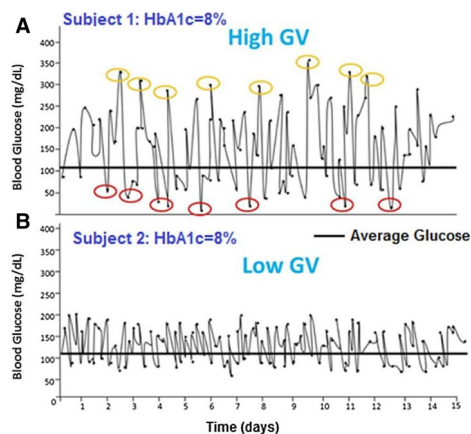 A
Subject 1: HbA1c=8%
High GV
Blood Glucose (mg/dL)
400
350
300
250
200
150
100
50
0
B
Subject 2: HbA1c=8%
Average Glucose
Low GV
Blood Glucose (mg/dL)
400
350
300
250
200
150
100
50
0
1 2 3 4 5 6 7 8 9 10 11 12 13 14 15
Time (days)